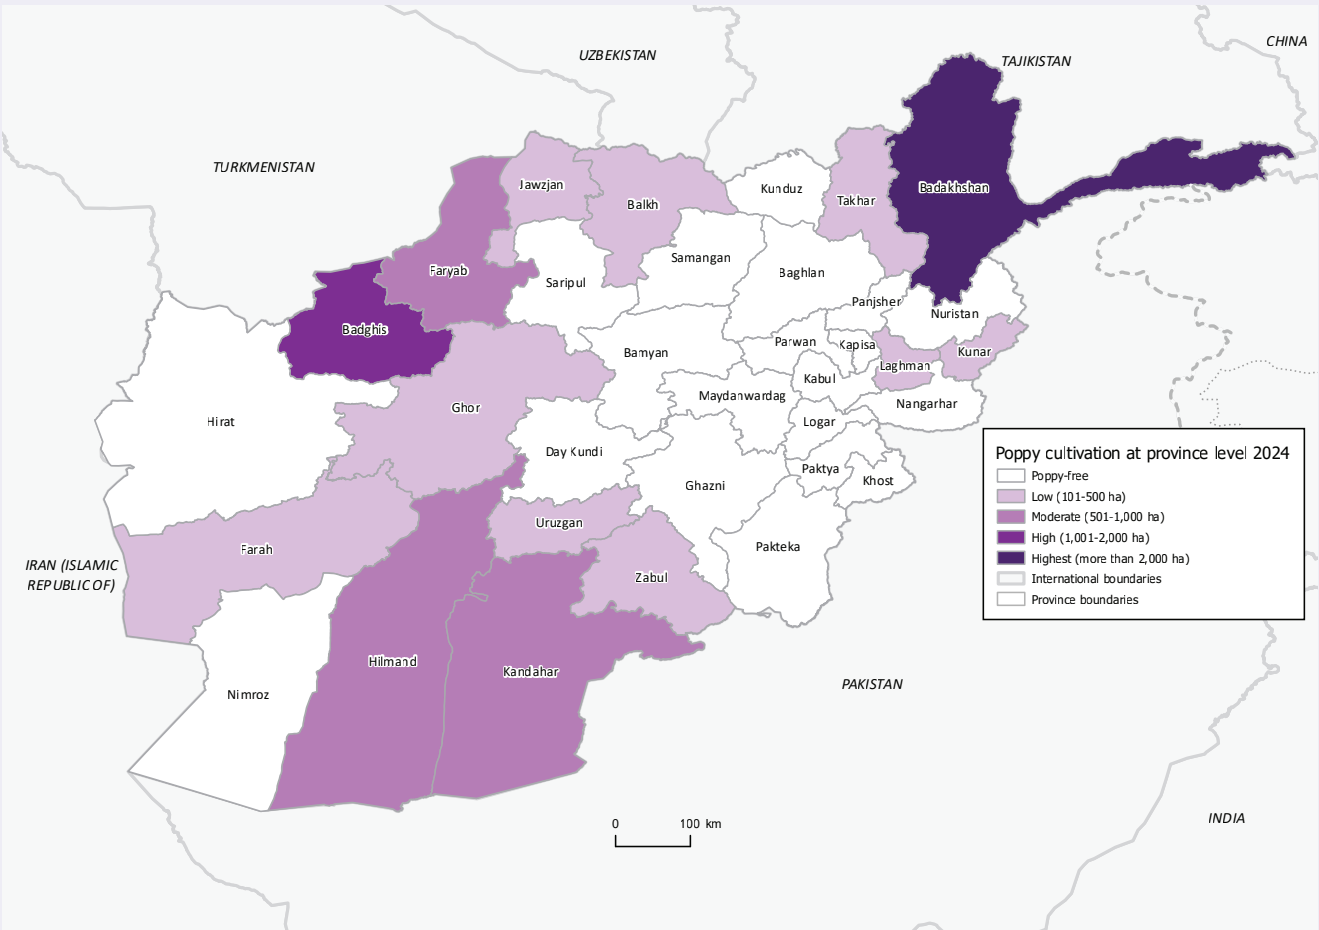 CHINA
UZBEKISTAN
TAJIKISTAN
TURKMENISTAN
Jawzjan
Kunduz
Badakhshan
Balkh
Takhar
Samangan
Faryab
Baghlan
Saripul
Panjsher
Nuristan
Badghis
Parwan
Kapisa
Bamyan
Kunar
Laghman
Kabul
Maydanwardag
Nangarhar
Ghor
Hirat
Logar
Day Kundi
Paktya
Khost
Ghazni
Uruzgan
Farah
Pakteka
IRAN (ISLAMIC
REPUBLIC OF)
Zabul
Hilmand
Kandahar
Nimroz
PAKISTAN
INDIA
Poppy cultivation at province level 2024
Poppy-free
Low (101-500 ha)
Moderate (501-1,000 ha)
High (1,001-2,000 ha)
Highest (more than 2,000 ha)
International boundaries
Province boundaries
0 100 km